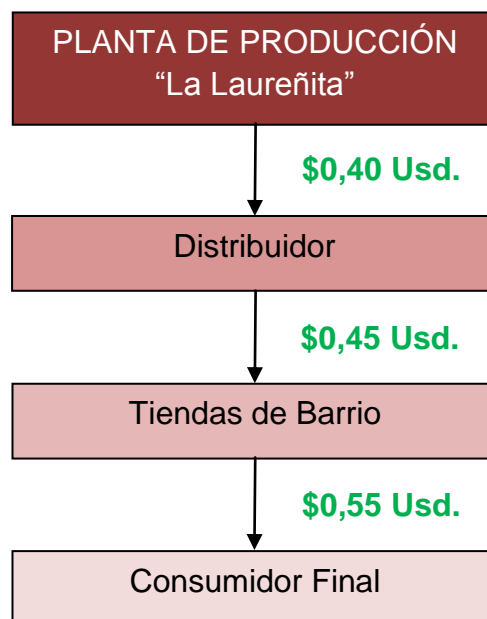 PLANTA DE PRODUCCIÓN
“La Laureñita”
$0,40 Usd.
Distribuidor
$0,45 Usd.
Tiendas de Barrio
$0,55 Usd.
Consumidor Final